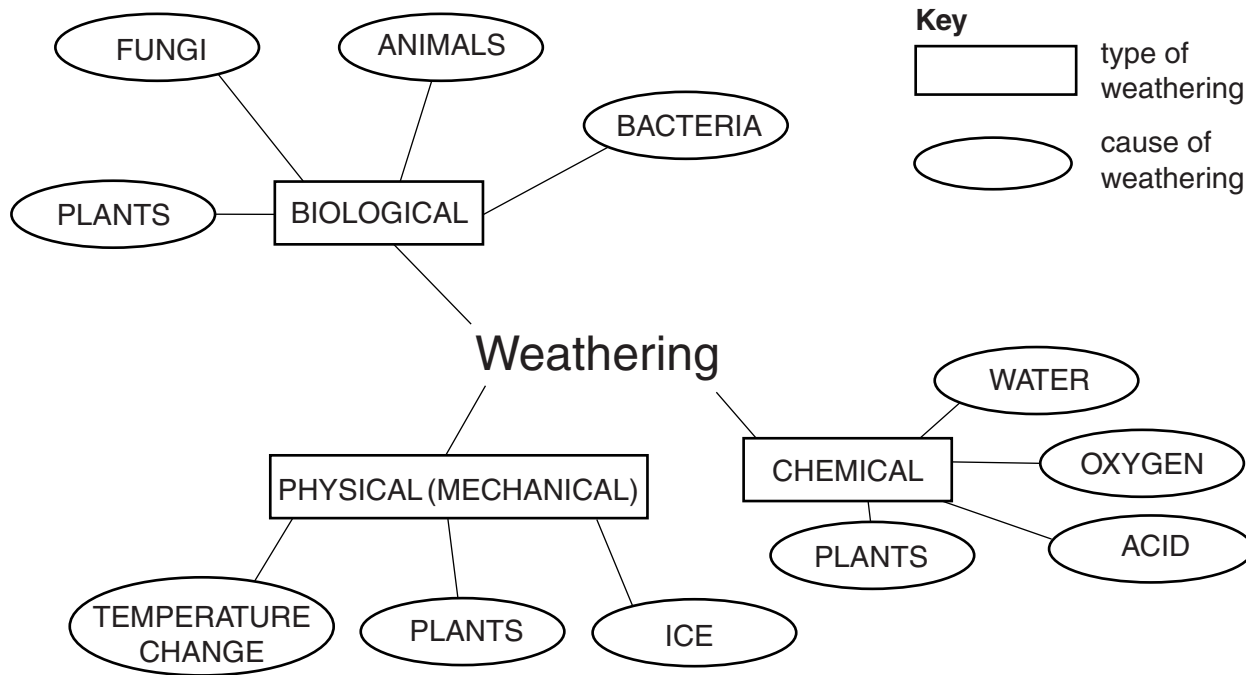 FUNGI
ANIMALS
BACTERIA
PLANTS
BIOLOGICAL
Key
type of
weathering
cause of
weathering
Weathering
WATER
OXYGEN
CHEMICAL
PLANTS
ACID
PHYSICAL (MECHANICAL)
TEMPERATURE
CHANGE
PLANTS
ICE